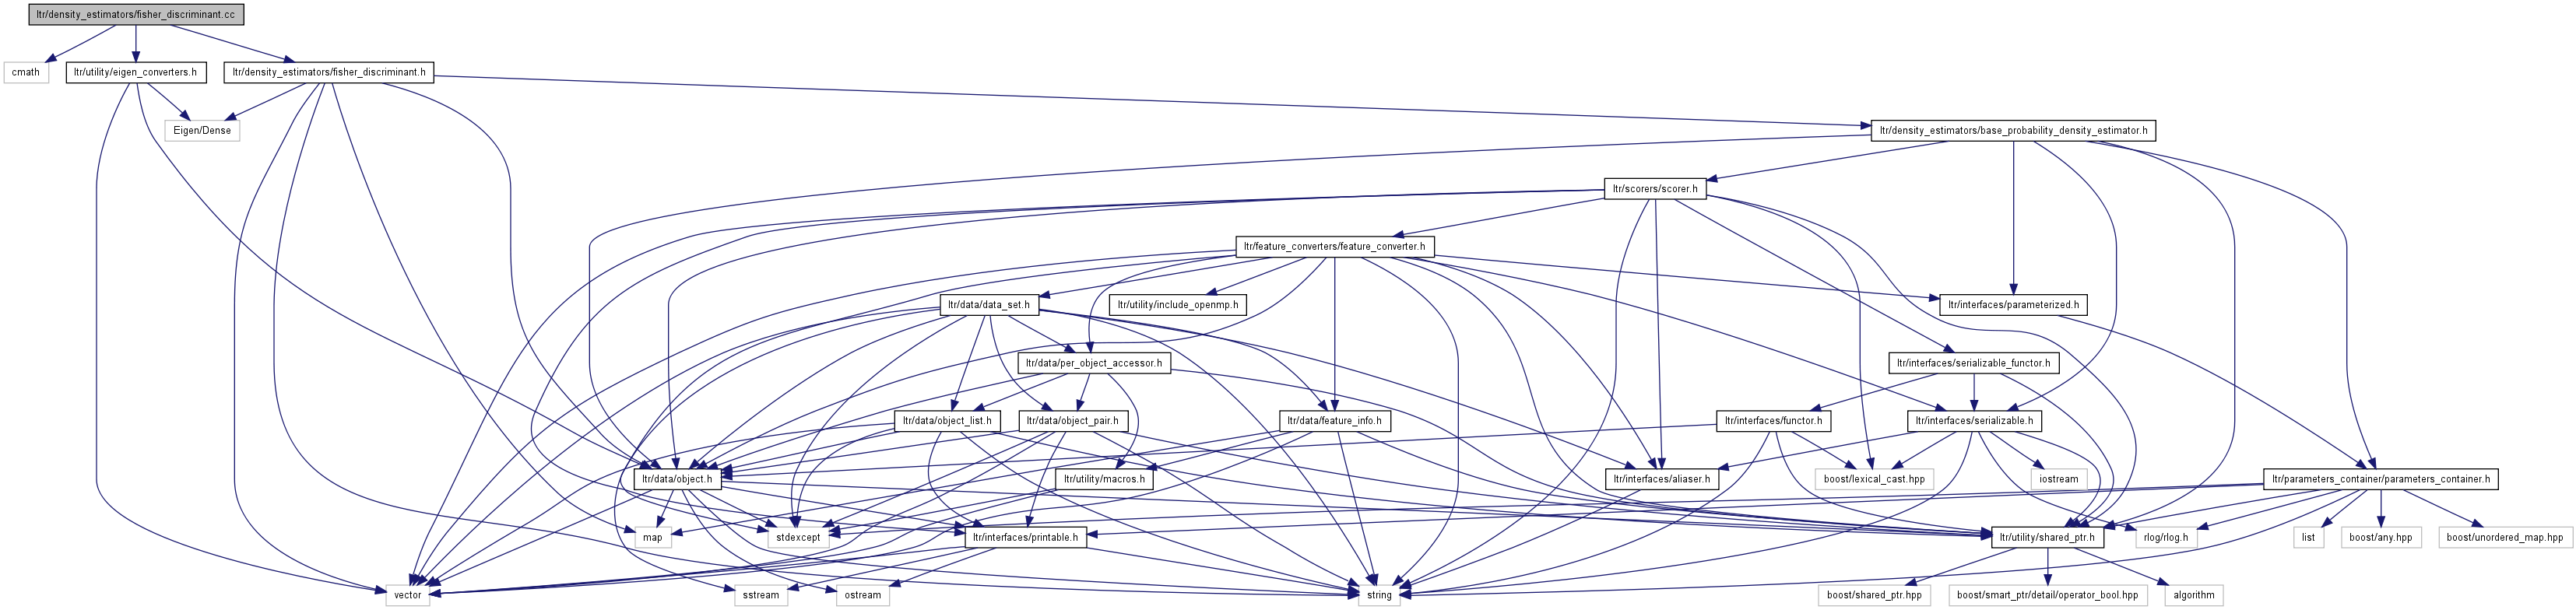 ltr/density_estimators/fisher_discriminant.cc
cmath
ltr/utility/eigen_converters.h
ltr/density_estimators/fisher_discriminant.h
Eigen/Dense
ltr/density_estimators/base_probability_density_estimator.h
ltr/scorers/scorer.h
ltr/feature_converters/feature_converter.h
ltr/data/data_set.h
ltr/utility/include_openmp.h
ltr/interfaces/parameterized.h
ltr/data/per_object_accessor.h
ltr/interfaces/serializable_functor.h
ltr/data/object_list.h
ltr/data/object_pair.h
ltr/data/feature_info.h
ltr/interfaces/functor.h
ltr/interfaces/serializable.h
ltr/data/object.h
ltr/utility/macros.h
ltr/interfaces/aliaser.h
boost/lexical_cast.hpp
iostream
ltr/parameters_container/parameters_container.h
map
stdexcept
ltr/interfaces/printable.h
ltr/utility/shared_ptr.h
rlog/rlog.h
list
boost/any.hpp
boost/unordered_map.hpp
vector
sstream
ostream
string
boost/shared_ptr.hpp
boost/smart_ptr/detail/operator_bool.hpp
algorithm